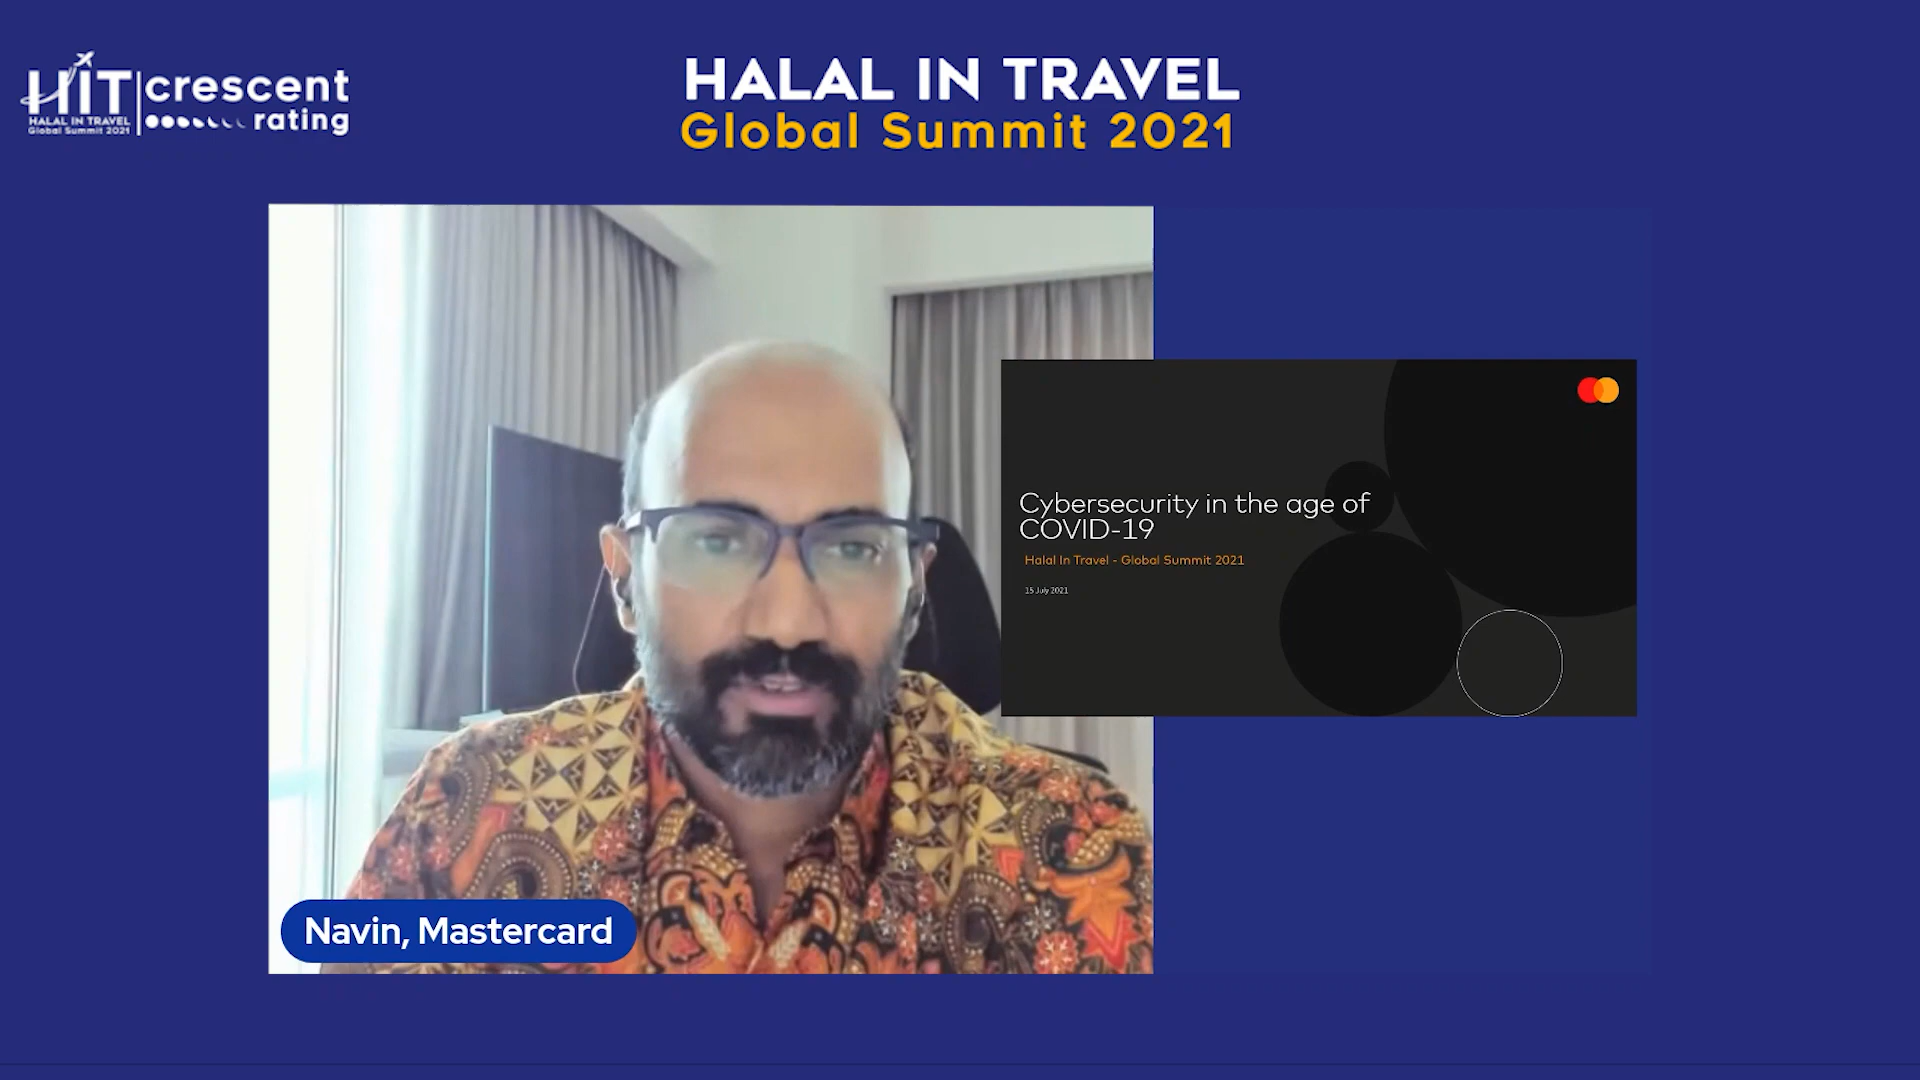 HiT
HALAL IN TRAVEL
Global Summit 2021
crescent
rating
HALAL IN TRAVEL
Global Summit 2021
Cybersecurity in the age of
COVID-19
Halal In Travel - Global Summit 2021
15 July 2021
Navin, Mastercard